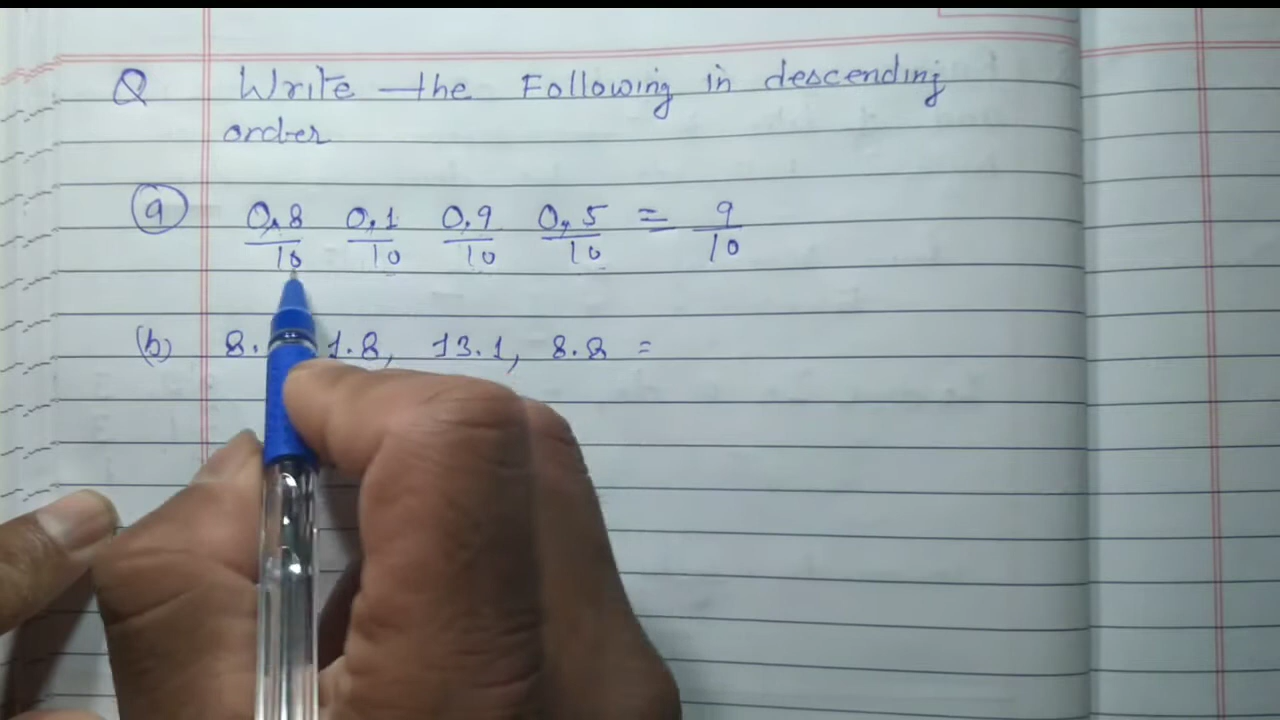 Q Write the Following in descending
order
(a) 0.8 0.1 0.9 0.5 = 9
10 10 10 10 10
(b) 8. 1.8, 13.1, 8.8 =